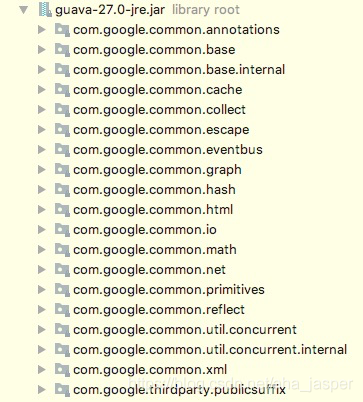 guava-27.0-jre.jar library root
com.google.common.annotations
com.google.common.base
com.google.common.base.internal
com.google.common.cache
com.google.common.collect
com.google.common.escape
com.google.common.eventbus
com.google.common.graph
com.google.common.hash
com.google.common.html
com.google.common.io
com.google.common.math
com.google.common.net
com.google.common.primitives
com.google.common.reflect
com.google.common.util.concurrent
com.google.common.util.concurrent.internal
com.google.common.xml
com.google.thirdparty.publicsuffix